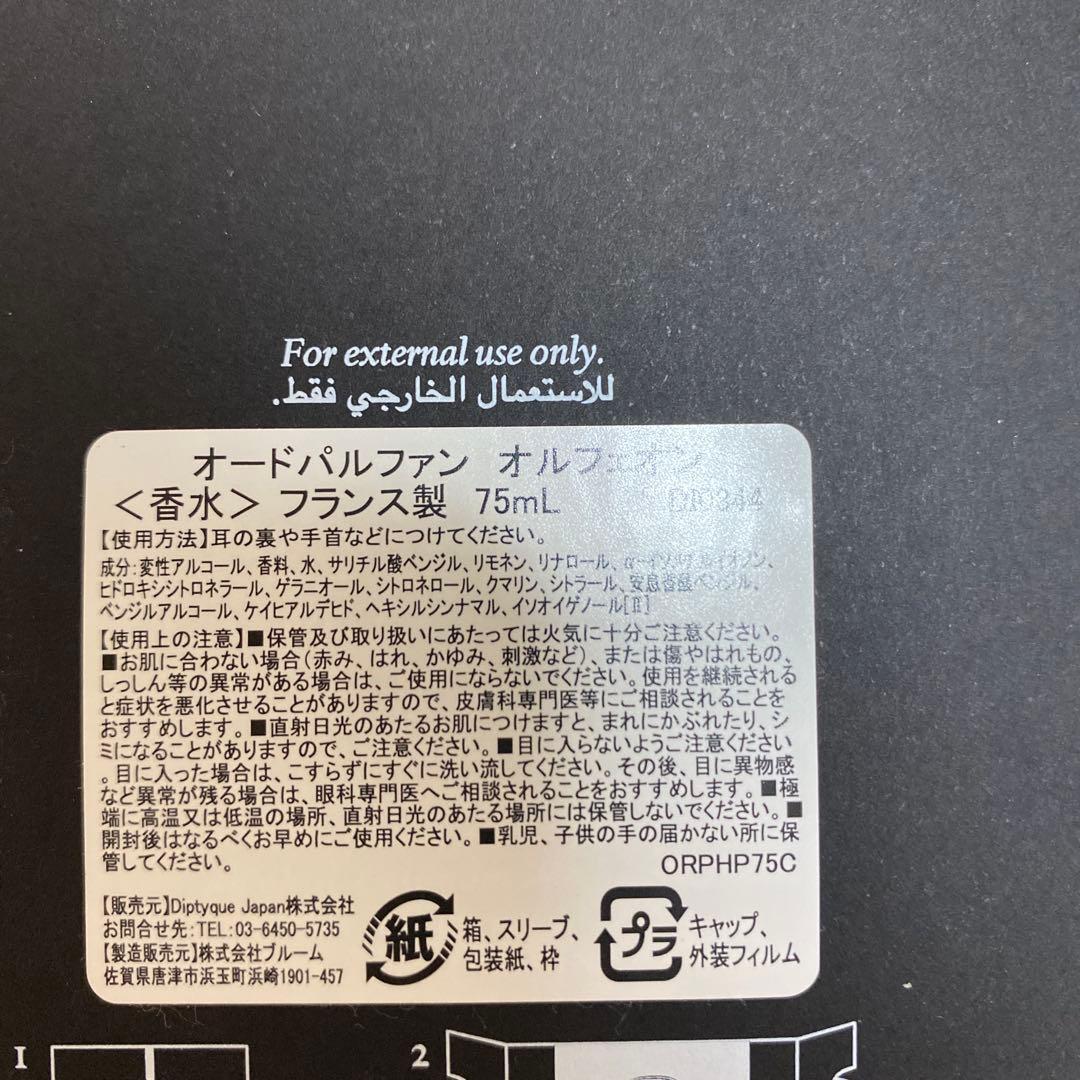 For external use only.
للاستعمال الخارجي فقط.
オードパルファン オルフェオン
＜香水＞ フランス製 75mL DI0344
【使用方法】耳の裏や手首などにつけてください。
成分:変性アルコール、香料、水、サリチル酸ベンジル、リモネン、リナロール、α-イソメチルイオノン、
ヒドロキシシトロネラール、ゲラニオール、シトロネロール、クマリン、シトラール、安息香酸ベンジル、
ベンジルアルコール、ケイヒアルデヒド、ヘキシルシンナマル、イソオイゲノール[Ⅱ]
【使用上の注意】■保管及び取り扱いにあたっては火気に十分ご注意ください。
■お肌に合わない場合(赤み、はれ、かゆみ、刺激など)、または傷やはれもの、
しっしん等の異常がある場合は、ご使用にならないでください。使用を継続される
と症状を悪化させることがありますので、皮膚科専門医等にご相談されることを
おすすめします。■直射日光のあたるお肌につけますと、まれにかぶれたり、シ
ミになることがありますので、ご注意ください。■目に入らないようご注意ください
。目に入った場合は、こすらずにすぐに洗い流してください。その後、目に異物感
など異常が残る場合は、眼科専門医へご相談されることをおすすめします。■極
端に高温又は低温の場所、直射日光のあたる場所には保管しないでください。■
開封後はなるべくお早めにご使用ください。■乳児、子供の手の届かない所に保
管してください。 ORPHP75C
【販売元】Diptyque Japan株式会社
お問合せ先:TEL:03-6450-5735
【製造販売元】株式会社ブルーム
佐賀県唐津市浜玉町浜崎1901-457
紙
箱、スリーブ、
包装紙、枠
プラ
キャップ、
外装フィルム
1
2